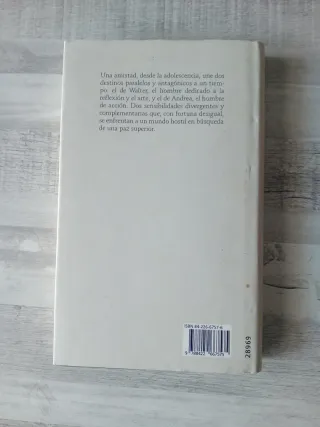 Una amistad, desde la adolescencia, une dos
destinos paralelos y antagónicos a un tiem-
po: el de Walter, el hombre dedicado a la
reflexión y el arte, y el de Andrea, el hombre
de acción. Dos sensibilidades divergentes y
complementarias que, con fortuna desigual,
se enfrentan a un mundo hostil en búsqueda
de una paz superior.
28969